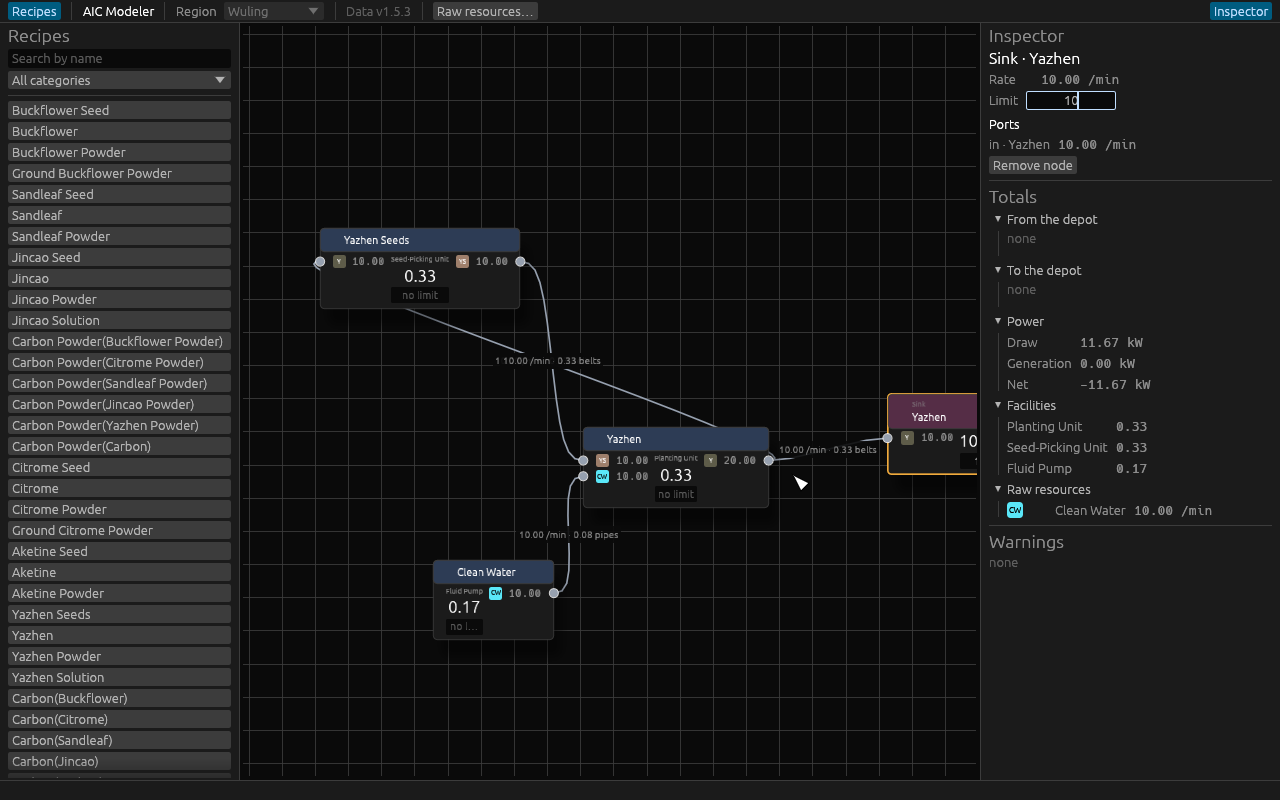 Recipes AIC Modeler Region Wuling Data v1.5.3 Raw resources... Inspector
Recipes
Search by name
All categories
Buckflower Seed
Buckflower
Buckflower Powder
Ground Buckflower Powder
Sandleaf Seed
Sandleaf
Sandleaf Powder
Jincao Seed
Jincao
Jincao Powder
Jincao Solution
Carbon Powder(Buckflower Powder)
Carbon Powder(Citrome Powder)
Carbon Powder(Sandleaf Powder)
Carbon Powder(Jincao Powder)
Carbon Powder(Yazhen Powder)
Carbon Powder(Carbon)
Citrome Seed
Citrome
Citrome Powder
Ground Citrome Powder
Aketine Seed
Aketine
Aketine Powder
Yazhen Seeds
Yazhen
Yazhen Powder
Yazhen Solution
Carbon(Buckflower)
Carbon(Citrome)
Carbon(Sandleaf)
Carbon(Jincao)
Yazhen Seeds
Y 10.00 Seed-Picking Unit YS 10.00
0.33
no limit
1 10.00 /min · 0.33 belts
Yazhen
YS 10.00 Planting Unit Y 20.00
CW 10.00 0.33
no limit
10.00 /min · 0.33 belts
Sink
Yazhen
Y 10.00 10
10.00 /min · 0.08 pipes
Clean Water
Fluid Pump CW 10.00
0.17
no l...
Inspector
Sink · Yazhen
Rate 10.00 /min
Limit 10
Ports
in · Yazhen 10.00 /min
Remove node
Totals
From the depot
none
To the depot
none
Power
Draw 11.67 kW
Generation 0.00 kW
Net -11.67 kW
Facilities
Planting Unit 0.33
Seed-Picking Unit 0.33
Fluid Pump 0.17
Raw resources
CW Clean Water 10.00 /min
Warnings
none